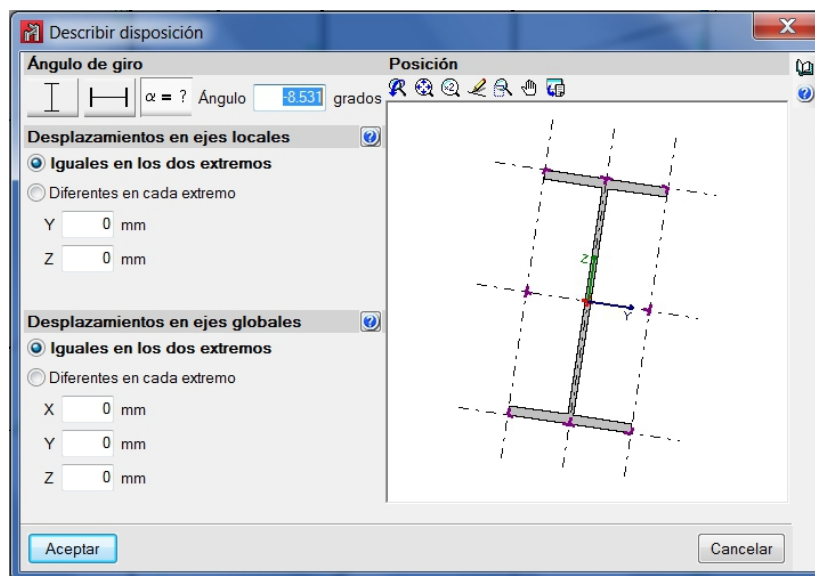 Describir disposición
Ángulo de giro
α = ? Ángulo -8.531 grados
Desplazamientos en ejes locales
Iguales en los dos extremos
Diferentes en cada extremo
Y 0 mm
Z 0 mm
Desplazamientos en ejes globales
Iguales en los dos extremos
Diferentes en cada extremo
X 0 mm
Y 0 mm
Z 0 mm
Posición
x2
Z
Y
Aceptar
Cancelar